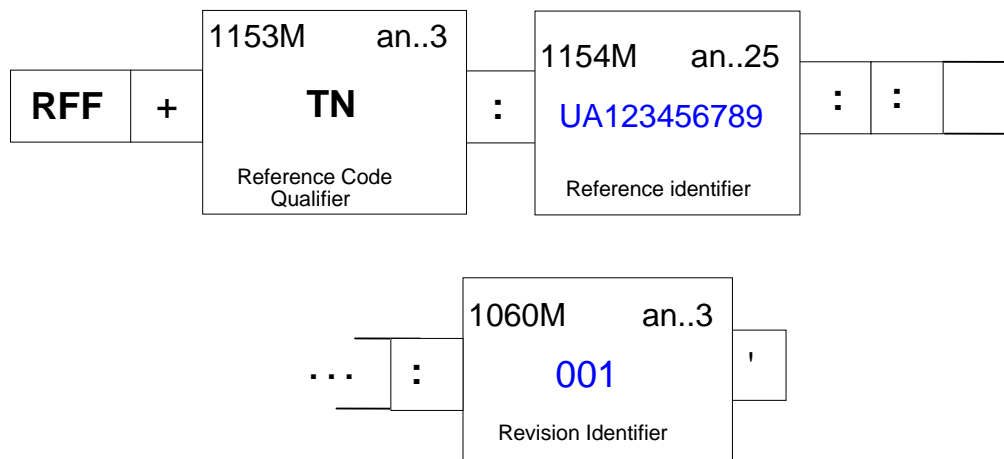 1153M an..3
RFF + TN :
Reference Code
Qualifier
1154M an..25
UA123456789 : :
Reference identifier
1060M an..3
... : 001 '
Revision Identifier